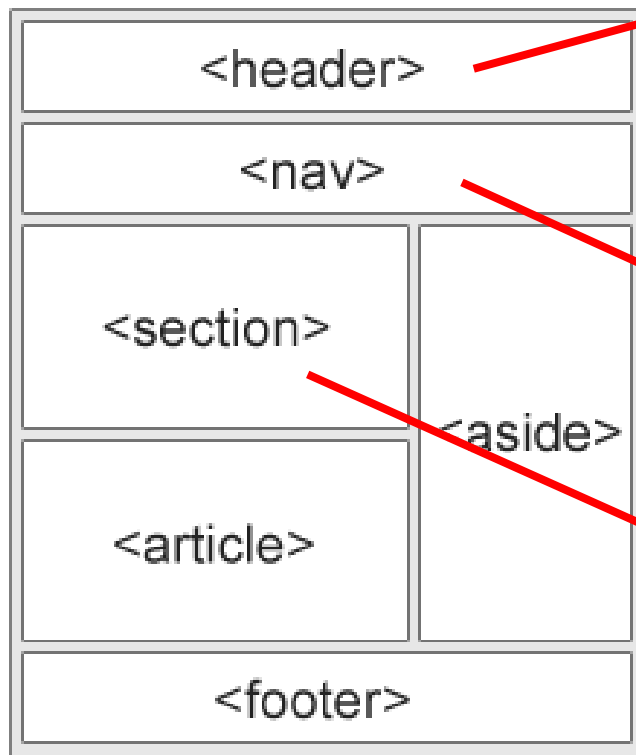 <header>
<nav>
<section>
<aside>
<article>
<footer>